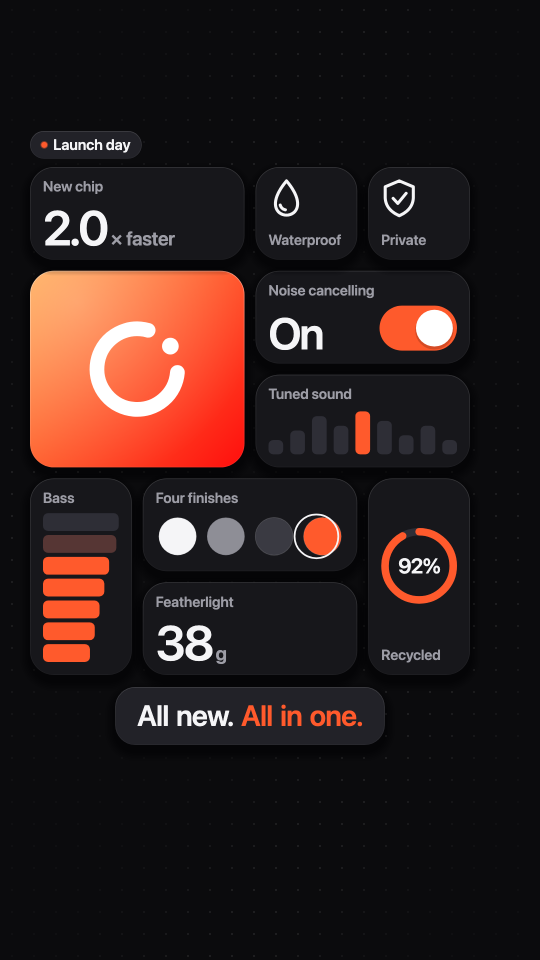 Launch day
New chip
2.0 × faster
Waterproof
Private
Noise cancelling
On
Tuned sound
Bass
Four finishes
92%
Featherlight
38 g
Recycled
All new. All in one.